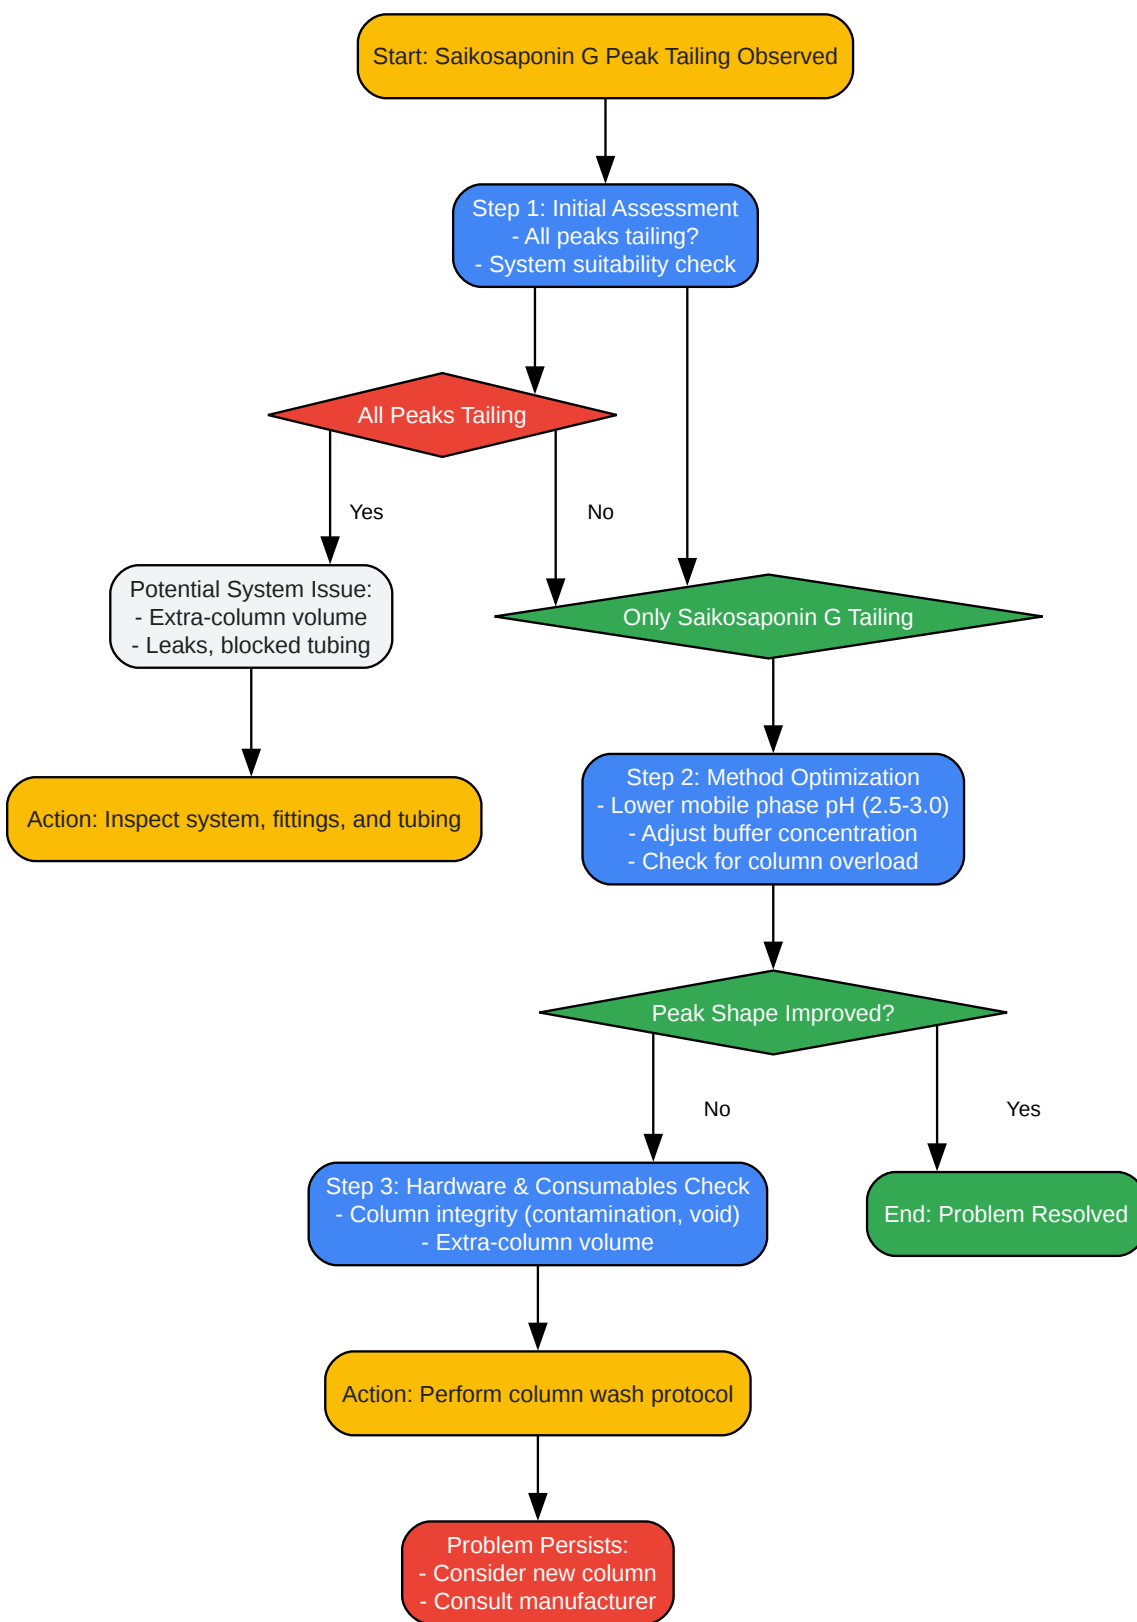 Start: Saikosaponin G Peak Tailing Observed
Step 1: Initial Assessment
- All peaks tailing?
- System suitability check
All Peaks Tailing
Yes
No
Potential System Issue:
- Extra-column volume
- Leaks, blocked tubing
Only Saikosaponin G Tailing
Action: Inspect system, fittings, and tubing
Step 2: Method Optimization
- Lower mobile phase pH (2.5-3.0)
- Adjust buffer concentration
- Check for column overload
Peak Shape Improved?
No
Yes
Step 3: Hardware & Consumables Check
- Column integrity (contamination, void)
- Extra-column volume
End: Problem Resolved
Action: Perform column wash protocol
Problem Persists:
- Consider new column
- Consult manufacturer